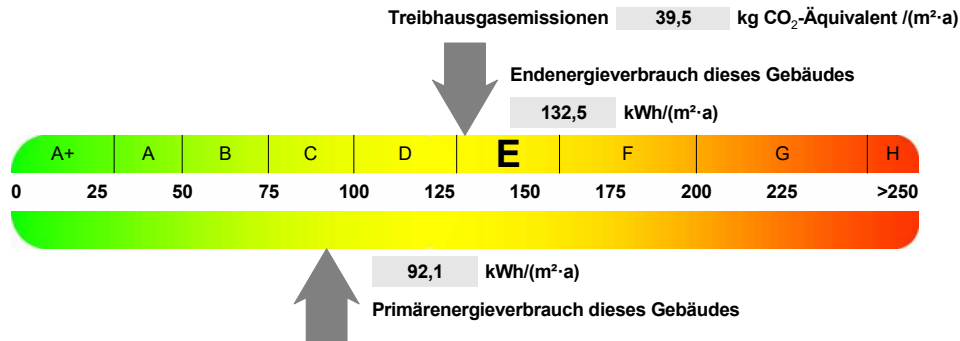 Treibhausgasemissionen 39,5 kg CO₂-Äquivalent /(m²·a)
Endenergieverbrauch dieses Gebäudes
132,5 kWh/(m²·a)
A+ A B C D E F G H
0 25 50 75 100 125 150 175 200 225 >250
92,1 kWh/(m²·a)
Primärenergieverbrauch dieses Gebäudes